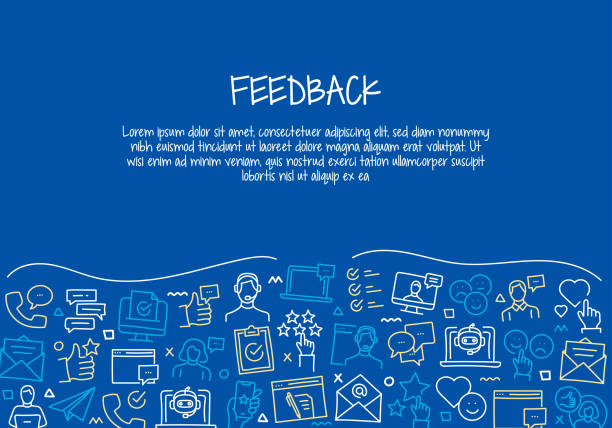 FEEDBACK
Lorem ipsum dolor sit amet, consectetuer adipiscing elit, sed diam nonummy
nibh euismod tincidunt ut laoreet dolore magna aliquam erat volutpat. Ut
wisi enim ad minim veniam, quis nostrud exerci tation ullamcorper suscipit
lobortis nisl ut aliquip ex ea